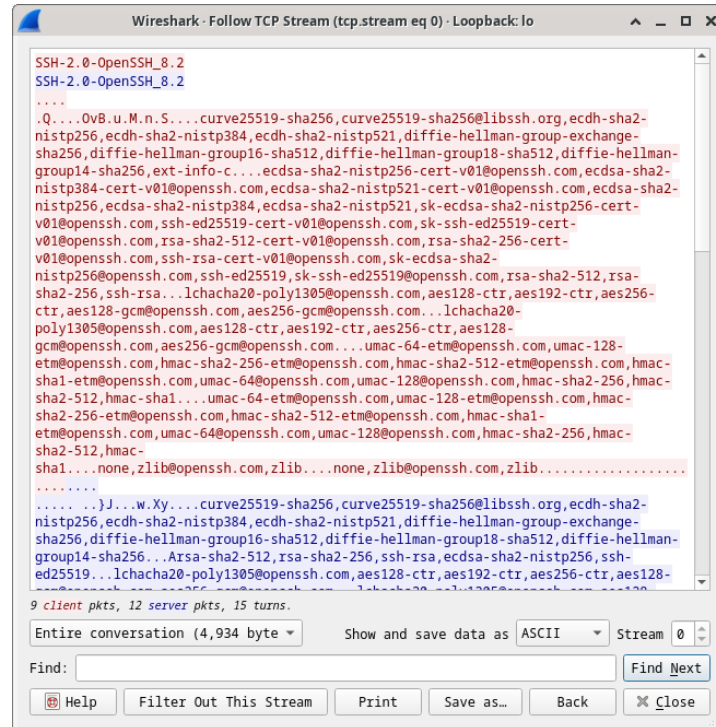 Wireshark · Follow TCP Stream (tcp.stream eq 0) · Loopback: lo
SSH-2.0-OpenSSH_8.2
SSH-2.0-OpenSSH_8.2
....
.Q....OvB.u.M.n.S....curve25519-sha256,curve25519-sha256@libssh.org,ecdh-sha2-
nistp256,ecdh-sha2-nistp384,ecdh-sha2-nistp521,diffie-hellman-group-exchange-
sha256,diffie-hellman-group16-sha512,diffie-hellman-group18-sha512,diffie-hellman-
group14-sha256,ext-info-c....ecdsa-sha2-nistp256-cert-v01@openssh.com,ecdsa-sha2-
nistp384-cert-v01@openssh.com,ecdsa-sha2-nistp521-cert-v01@openssh.com,ecdsa-sha2-
nistp256,ecdsa-sha2-nistp384,ecdsa-sha2-nistp521,sk-ecdsa-sha2-nistp256-cert-
v01@openssh.com,ssh-ed25519-cert-v01@openssh.com,sk-ssh-ed25519-cert-
v01@openssh.com,rsa-sha2-512-cert-v01@openssh.com,rsa-sha2-256-cert-
v01@openssh.com,ssh-rsa-cert-v01@openssh.com,sk-ecdsa-sha2-
nistp256@openssh.com,ssh-ed25519,sk-ssh-ed25519@openssh.com,rsa-sha2-512,rsa-
sha2-256,ssh-rsa...lchacha20-poly1305@openssh.com,aes128-ctr,aes192-ctr,aes256-
ctr,aes128-gcm@openssh.com,aes256-gcm@openssh.com...lchacha20-
poly1305@openssh.com,aes128-ctr,aes192-ctr,aes256-ctr,aes128-
gcm@openssh.com,aes256-gcm@openssh.com....umac-64-etm@openssh.com,umac-128-
etm@openssh.com,hmac-sha2-256-etm@openssh.com,hmac-sha2-512-etm@openssh.com,hmac-
sha1-etm@openssh.com,umac-64@openssh.com,umac-128@openssh.com,hmac-sha2-256,hmac-
sha2-512,hmac-sha1....umac-64-etm@openssh.com,umac-128-etm@openssh.com,hmac-
sha2-256-etm@openssh.com,hmac-sha2-512-etm@openssh.com,hmac-sha1-
etm@openssh.com,umac-64@openssh.com,umac-128@openssh.com,hmac-sha2-256,hmac-
sha2-512,hmac-
sha1....none,zlib@openssh.com,zlib....none,zlib@openssh.com,zlib..................
........
..... ..}J...w.Xy....curve25519-sha256,curve25519-sha256@libssh.org,ecdh-sha2-
nistp256,ecdh-sha2-nistp384,ecdh-sha2-nistp521,diffie-hellman-group-exchange-
sha256,diffie-hellman-group16-sha512,diffie-hellman-group18-sha512,diffie-hellman-
group14-sha256...Arsa-sha2-512,rsa-sha2-256,ssh-rsa,ecdsa-sha2-nistp256,ssh-
ed25519...lchacha20-poly1305@openssh.com,aes128-ctr,aes192-ctr,aes256-ctr,aes128-
9 client pkts, 12 server pkts, 15 turns.
Entire conversation (4,934 byte Show and save data as ASCII Stream 0
Find: Find Next
Help Filter Out This Stream Print Save as… Back Close